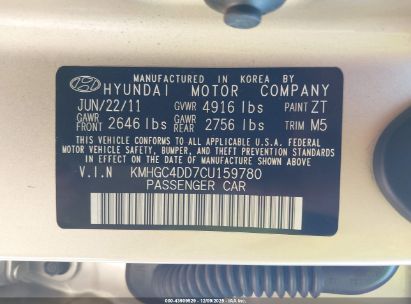 MANUFACTURED IN KOREA BY
HYUNDAI MOTOR COMPANY
JUN/22/11 GVWR 4916 lbs PAINT ZT
GAWR FRONT 2646 lbs GAWR REAR 2756 lbs TRIM M5
THIS VEHICLE CONFORMS TO ALL APPLICABLE U.S. FEDERAL
MOTOR VEHICLE SAFETY, BUMPER, AND THEFT PREVENTION
STANDARDS IN EFFECT ON THE DATE OF MANUFACTURE
SHOWN ABOVE.
V.I.N KMHGC4DD7CU159780
PASSENGER CAR